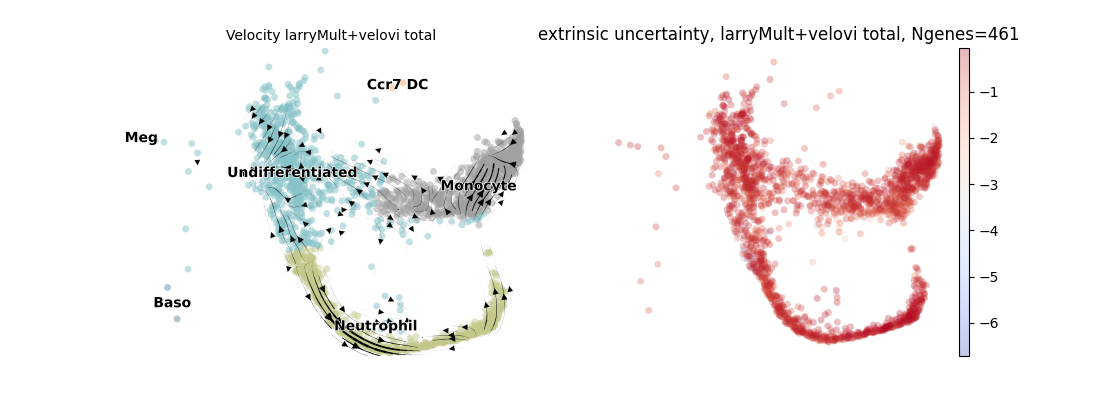 Velocity larryMult+velovi total
extrinsic uncertainty, larryMult+velovi total, Ngenes=461
Ccr7 DC
Meg
Undifferentiated
Monocyte
Baso
Neutrophil
−1
−2
−3
−4
−5
−6